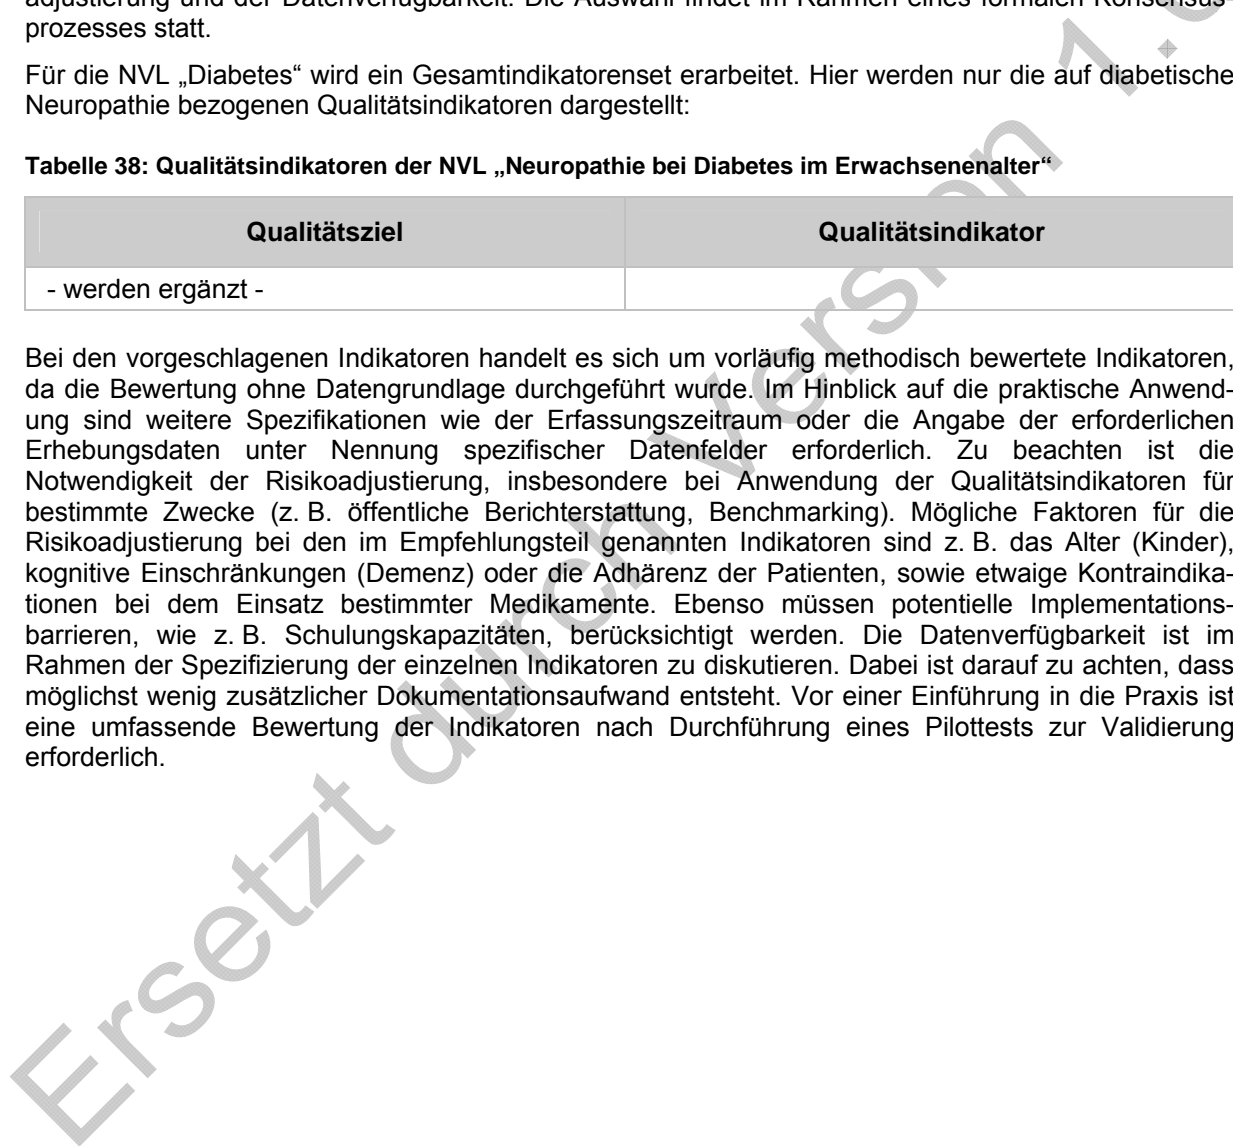 adjustierung und der Datenverfügbarkeit. Die Auswahl findet im Rahmen eines formalen Konsensus-
prozesses statt.
Für die NVL „Diabetes“ wird ein Gesamtindikatorenset erarbeitet. Hier werden nur die auf diabetische
Neuropathie bezogenen Qualitätsindikatoren dargestellt:
Tabelle 38: Qualitätsindikatoren der NVL „Neuropathie bei Diabetes im Erwachsenenalter“
Qualitätsziel Qualitätsindikator
- werden ergänzt -
Bei den vorgeschlagenen Indikatoren handelt es sich um vorläufig methodisch bewertete Indikatoren,
da die Bewertung ohne Datengrundlage durchgeführt wurde. Im Hinblick auf die praktische Anwend-
ung sind weitere Spezifikationen wie der Erfassungszeitraum oder die Angabe der erforderlichen
Erhebungsdaten unter Nennung spezifischer Datenfelder erforderlich. Zu beachten ist die
Notwendigkeit der Risikoadjustierung, insbesondere bei Anwendung der Qualitätsindikatoren für
bestimmte Zwecke (z. B. öffentliche Berichterstattung, Benchmarking). Mögliche Faktoren für die
Risikoadjustierung bei den im Empfehlungsteil genannten Indikatoren sind z. B. das Alter (Kinder),
kognitive Einschränkungen (Demenz) oder die Adhärenz der Patienten, sowie etwaige Kontraindika-
tionen bei dem Einsatz bestimmter Medikamente. Ebenso müssen potentielle Implementations-
barrieren, wie z. B. Schulungskapazitäten, berücksichtigt werden. Die Datenverfügbarkeit ist im
Rahmen der Spezifizierung der einzelnen Indikatoren zu diskutieren. Dabei ist darauf zu achten, dass
möglichst wenig zusätzlicher Dokumentationsaufwand entsteht. Vor einer Einführung in die Praxis ist
eine umfassende Bewertung der Indikatoren nach Durchführung eines Pilottests zur Validierung
erforderlich.
Ersetzt durch Version 1.